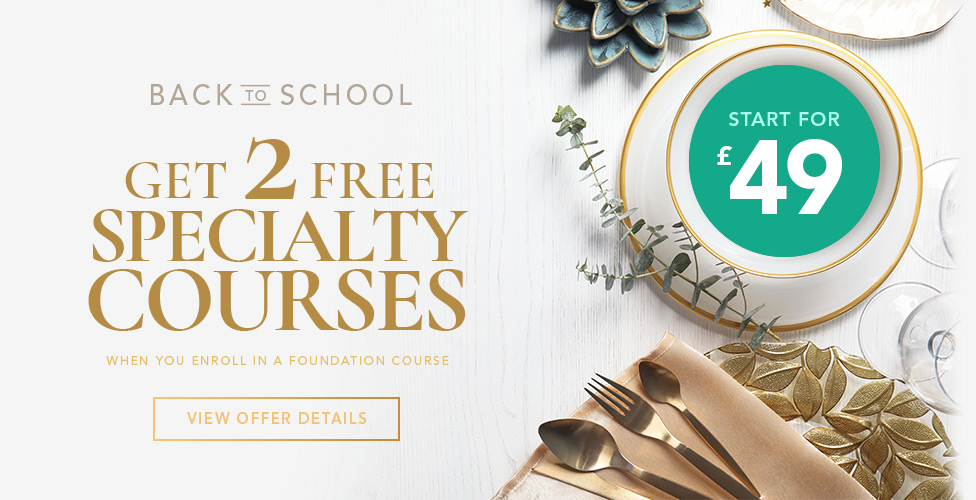 BACK TO SCHOOL
GET 2 FREE
SPECIALTY
COURSES
WHEN YOU ENROLL IN A FOUNDATION COURSE
VIEW OFFER DETAILS
START FOR
£49